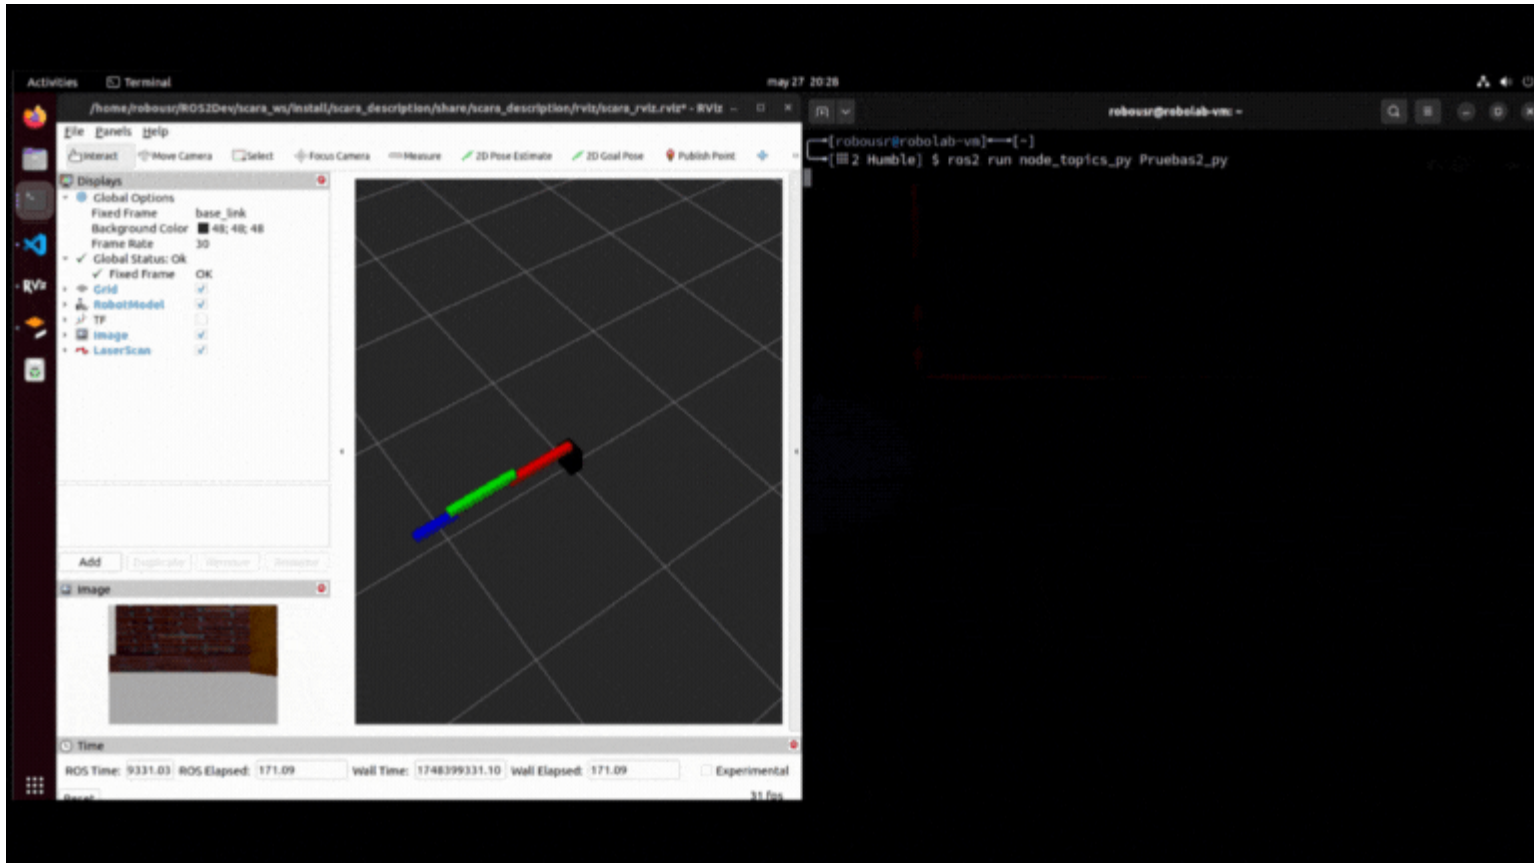 Activities
Terminal
may 27 20:28
/home/robousr/ROS2Dev/scara_ws/install/scara_description/share/scara_description/rviz/scara_rviz.rviz* - RViz
File Panels Help
Interact Move Camera Select Focus Camera Measure 2D Pose Estimate 2D Goal Pose Publish Point
Displays
Global Options
Fixed Frame base_link
Background Color 48; 48; 48
Frame Rate 30
Global Status: Ok
Fixed Frame OK
Grid
RobotModel
TF
Image
LaserScan
Add Duplicate Remove Rename
Image
Time
ROS Time: 9331.03 ROS Elapsed: 171.09 Wall Time: 1748399331.10 Wall Elapsed: 171.09 Experimental
Reset 31 fps
RViz
robousr@robolab-vm: ~
[robousr@robolab-vm]—[~]
[2 Humble] $ ros2 run node_topics_py Pruebas2_py